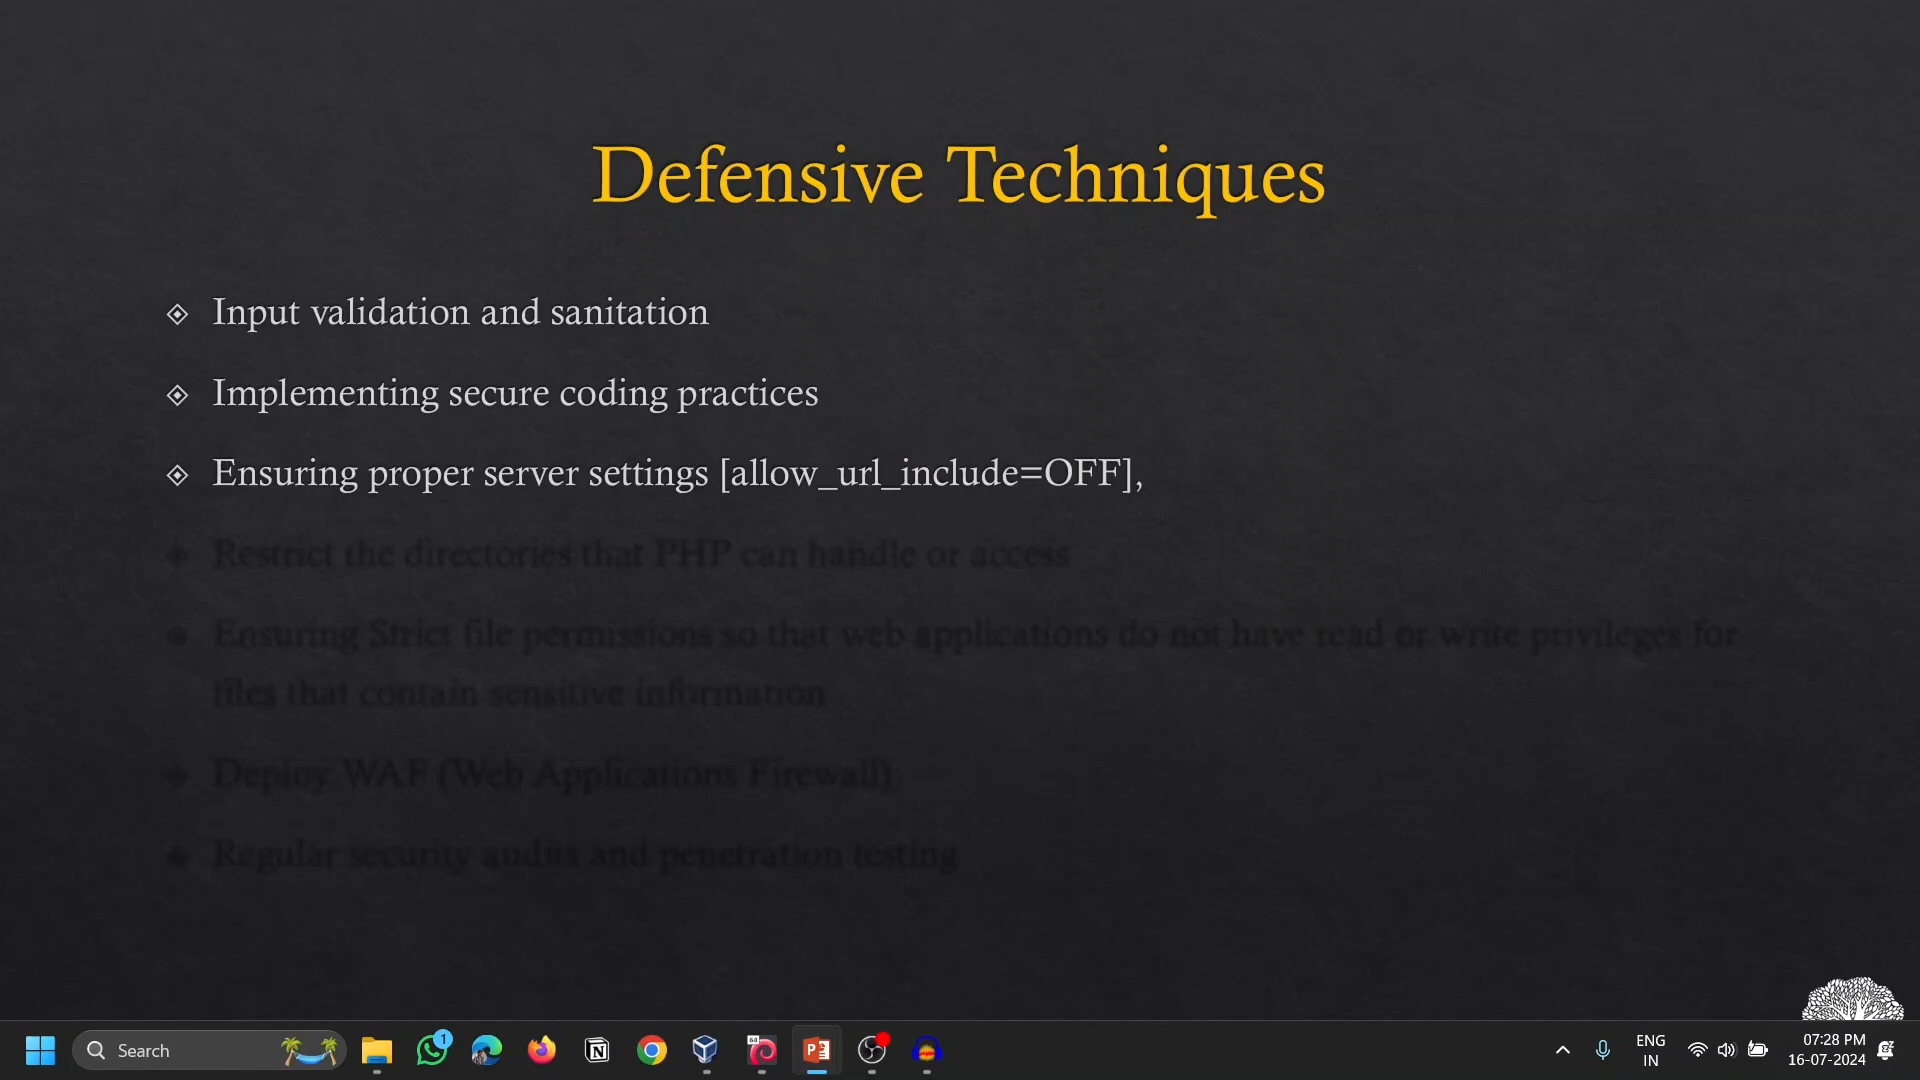 Defensive Techniques
Input validation and sanitation
Implementing secure coding practices
Ensuring proper server settings [allow_url_include=OFF],
Restrict the directories that PHP can handle or access
Ensuring Strict file permissions so that web applications do not have read or write privileges for
files that contain sensitive information
Deploy WAF (Web Applications Firewall)
Regular security audits and penetration testing
Search
1
64
ENG
IN
07:28 PM
16-07-2024